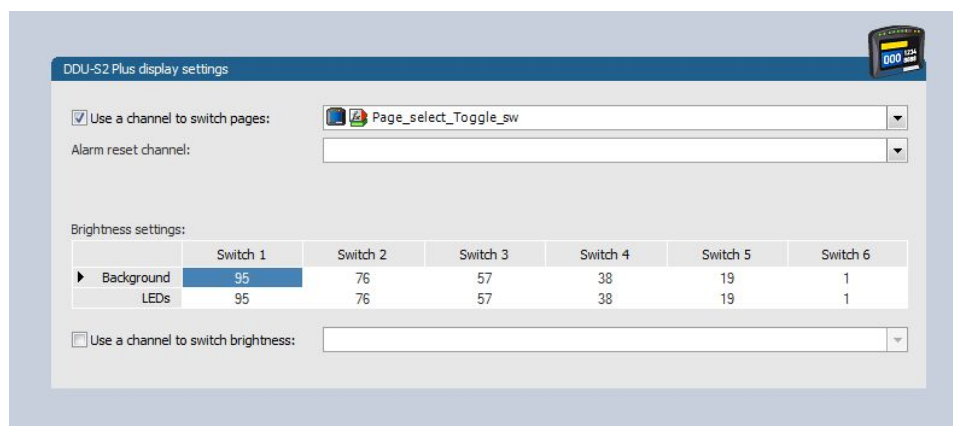 DDU-S2 Plus display settings
000 1234
Use a channel to switch pages: Page_select_Toggle_sw
Alarm reset channel:
Brightness settings:
Switch 1 Switch 2 Switch 3 Switch 4 Switch 5 Switch 6
Background 95 76 57 38 19 1
LEDs 95 76 57 38 19 1
Use a channel to switch brightness: